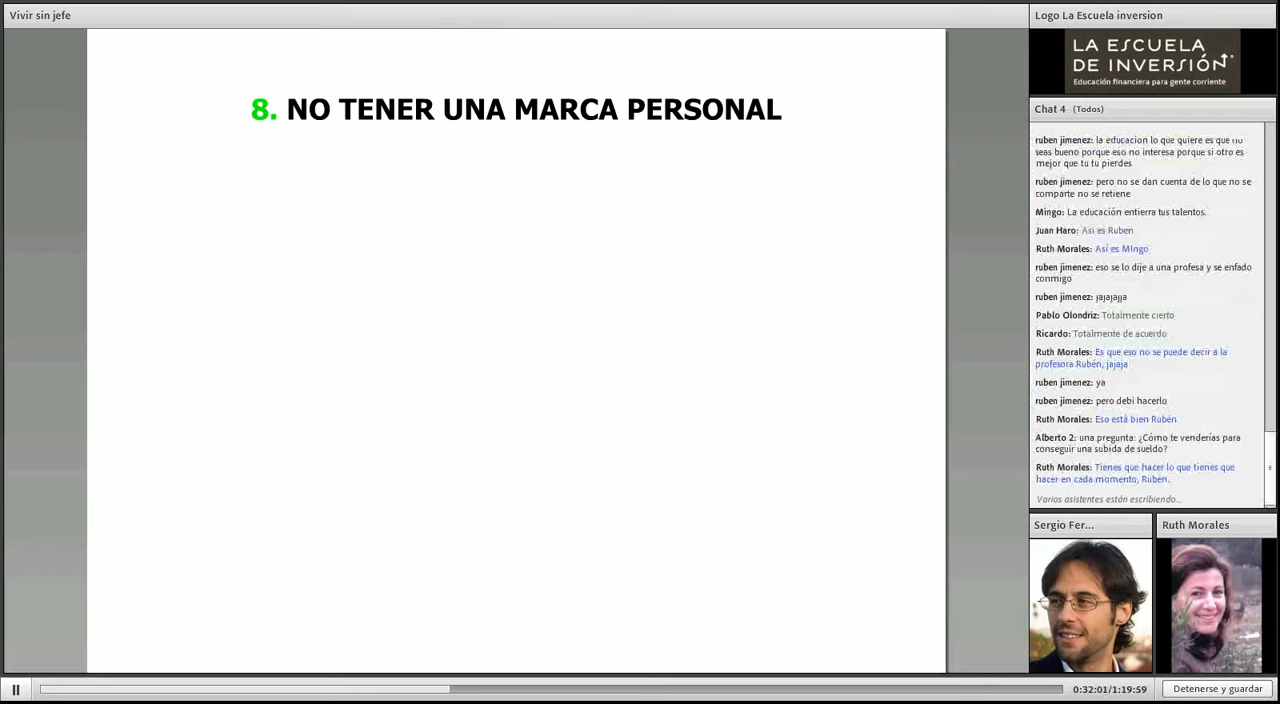 Vivir sin jefe
8. NO TENER UNA MARCA PERSONAL
Logo La Escuela inversion
LA ESCUELA
DE INVERSIÓN
Educación financiera para gente corriente
Chat 4 (Todos)
ruben jimenez: la educacion lo que quiere es que no
seas bueno porque eso no interesa porque si otro es
mejor que tu tu pierdes
ruben jimenez: pero no se dan cuenta de lo que no se
comparte no se retiene
Mingo: La educación entierra tus talentos.
Juan Haro: Asi es Ruben
Ruth Morales: Así es MIngo
ruben jimenez: eso se lo dije a una profesa y se enfado
conmigo
ruben jimenez: jajajajja
Pablo Olondriz: Totalmente cierto
Ricardo: Totalmente de acuerdo
Ruth Morales: Es que eso no se puede decir a la
profesora Rubén, jajaja
ruben jimenez: ya
ruben jimenez: pero debi hacerlo
Ruth Morales: Eso está bien Rubén
Alberto 2: una pregunta: ¿Cómo te venderías para
conseguir una subida de sueldo?
Ruth Morales: Tienes que hacer lo que tienes que
hacer en cada momento, Ruben..
Varios asistentes están escribiendo...
Sergio Fer...
Ruth Morales
0:32:01/1:19:59
Detenerse y guardar